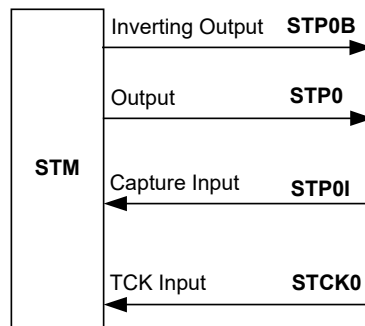 Inverting Output STP0B
Output STP0
STM
Capture Input STP0I
TCK Input STCK0